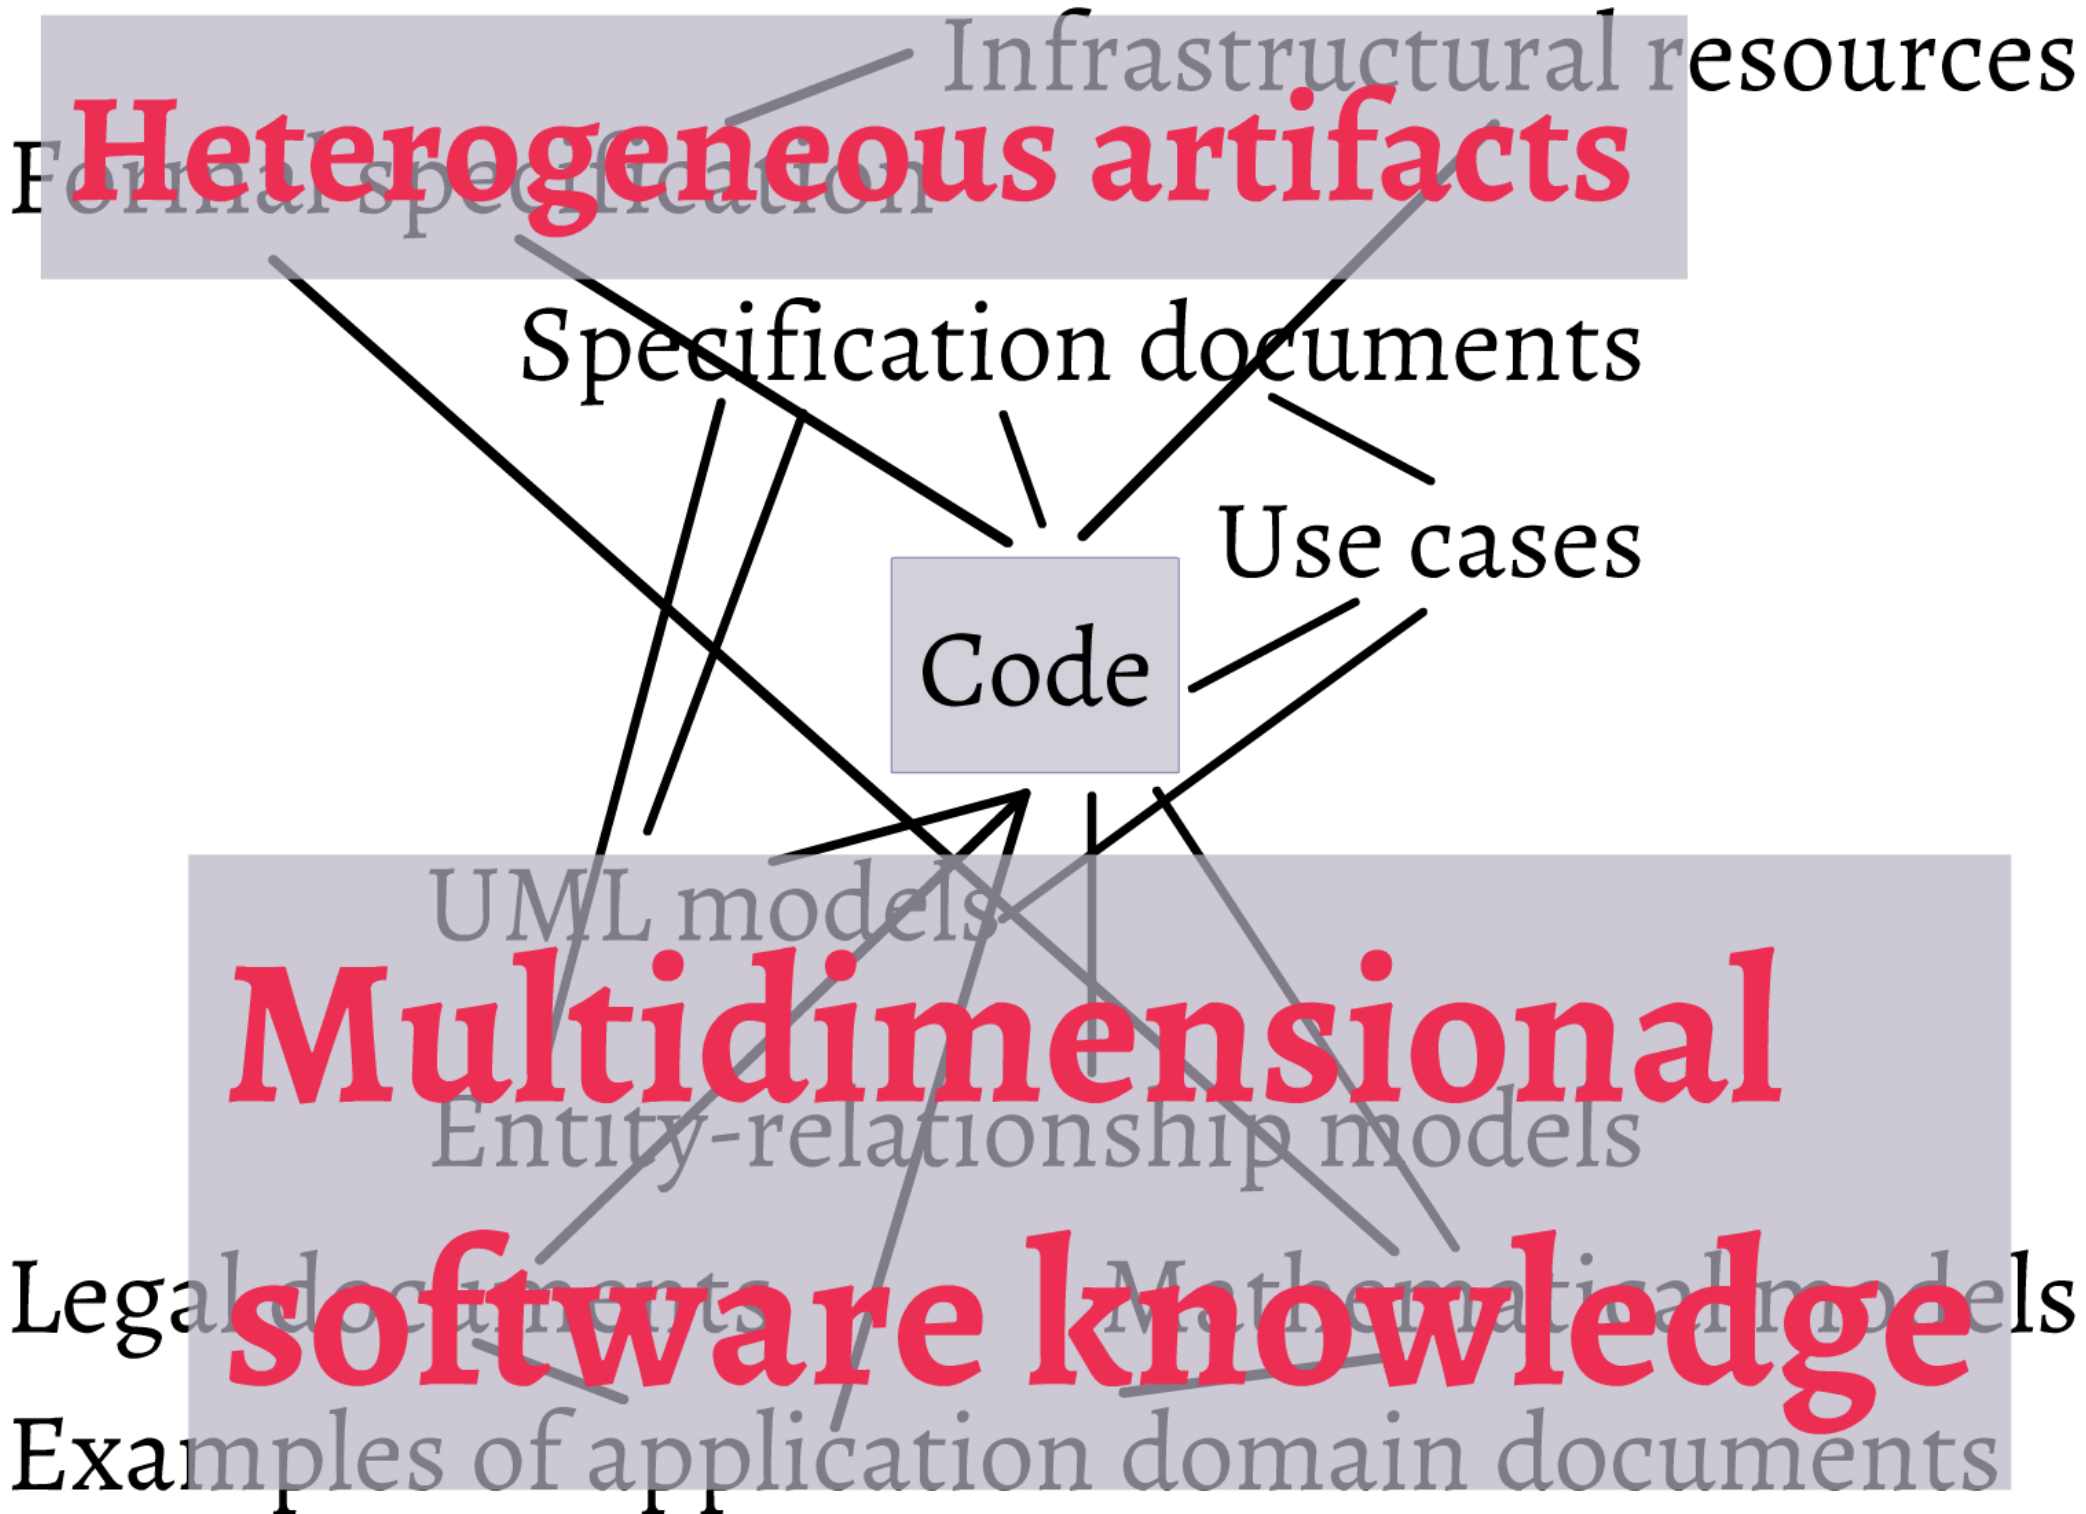 Infrastructural resources
Heterogeneous artifacts
Formal specification
Specification documents
Use cases
Code
UML models
Multidimensional
Entity-relationship models
software knowledge
Legal documents
Mathematical models
Examples of application domain documents